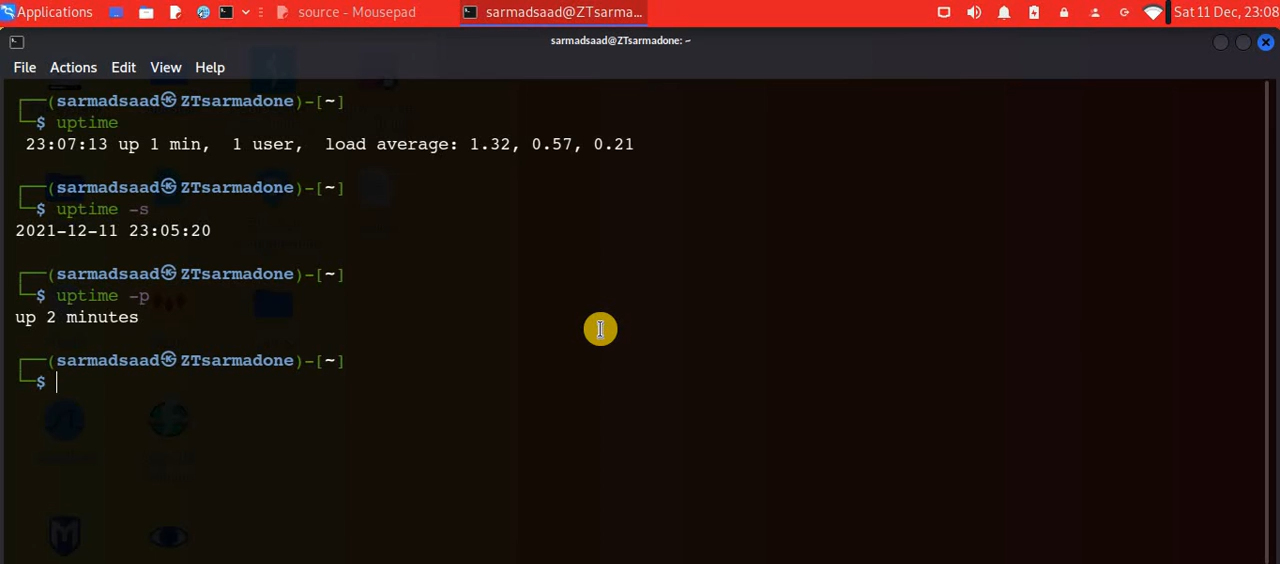 Applications
source - Mousepad
sarmadsaad@ZTsarma...
Sat 11 Dec, 23:08
sarmadsaad@ZTsarmadone: ~
File Actions Edit View Help
┌──(sarmadsaad㉿ZTsarmadone)-[~]
└─$ uptime
23:07:13 up 1 min,  1 user,  load average: 1.32, 0.57, 0.21
┌──(sarmadsaad㉿ZTsarmadone)-[~]
└─$ uptime -s
2021-12-11 23:05:20
┌──(sarmadsaad㉿ZTsarmadone)-[~]
└─$ uptime -p
up 2 minutes
┌──(sarmadsaad㉿ZTsarmadone)-[~]
└─$